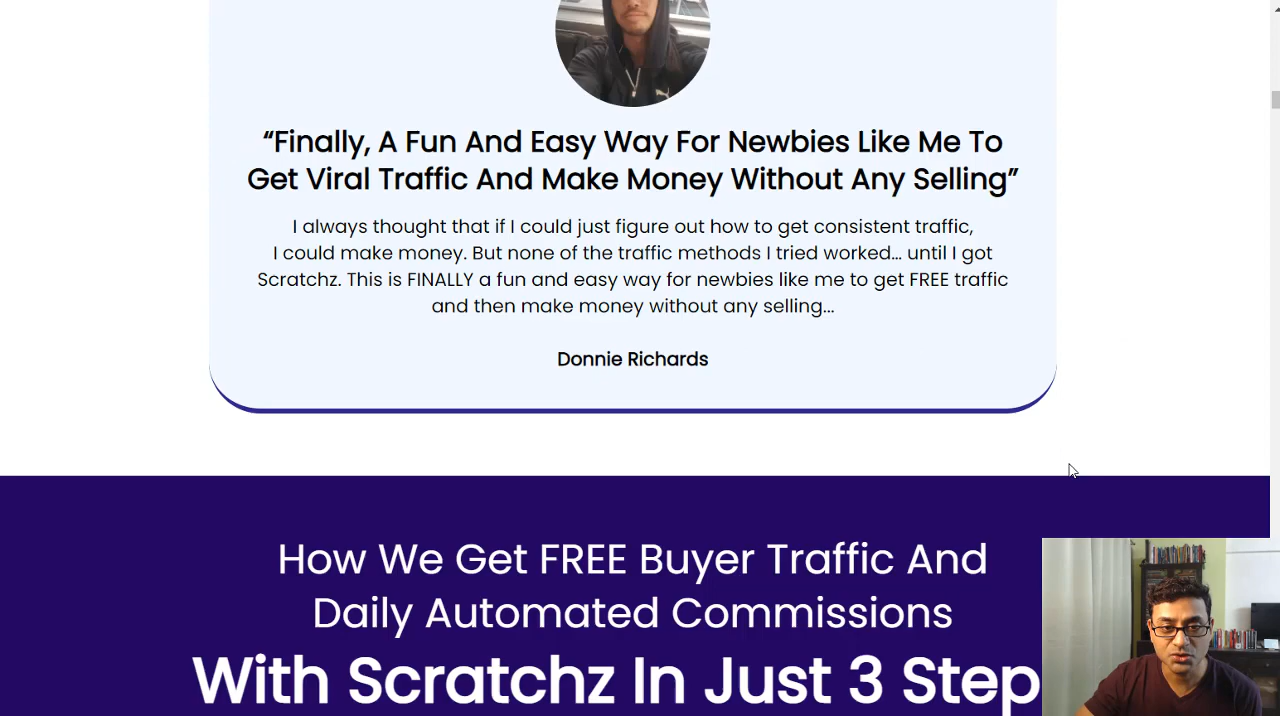 “Finally, A Fun And Easy Way For Newbies Like Me To
Get Viral Traffic And Make Money Without Any Selling”
I always thought that if I could just figure out how to get consistent traffic,
I could make money. But none of the traffic methods I tried worked... until I got
Scratchz. This is FINALLY a fun and easy way for newbies like me to get FREE traffic
and then make money without any selling...
Donnie Richards
How We Get FREE Buyer Traffic And
Daily Automated Commissions
With Scratchz In Just 3 Step